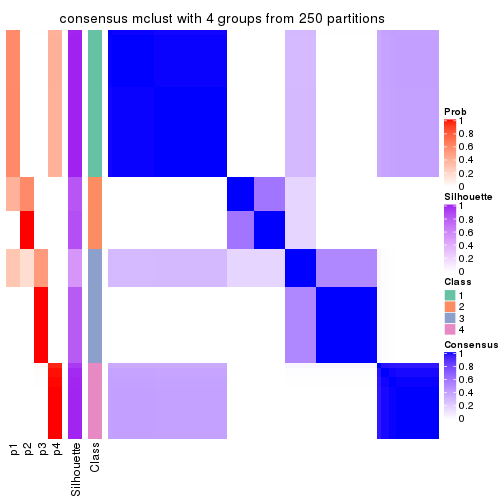 consensus mclust with 4 groups from 250 partitions
Prob
1
0.8
0.6
0.4
0.2
0
Silhouette
1
0.8
0.6
0.4
0.2
0
Class
1
2
3
4
Consensus
1
0.8
0.6
0.4
0.2
0
p1
p2
p3
p4
Silhouette
Class